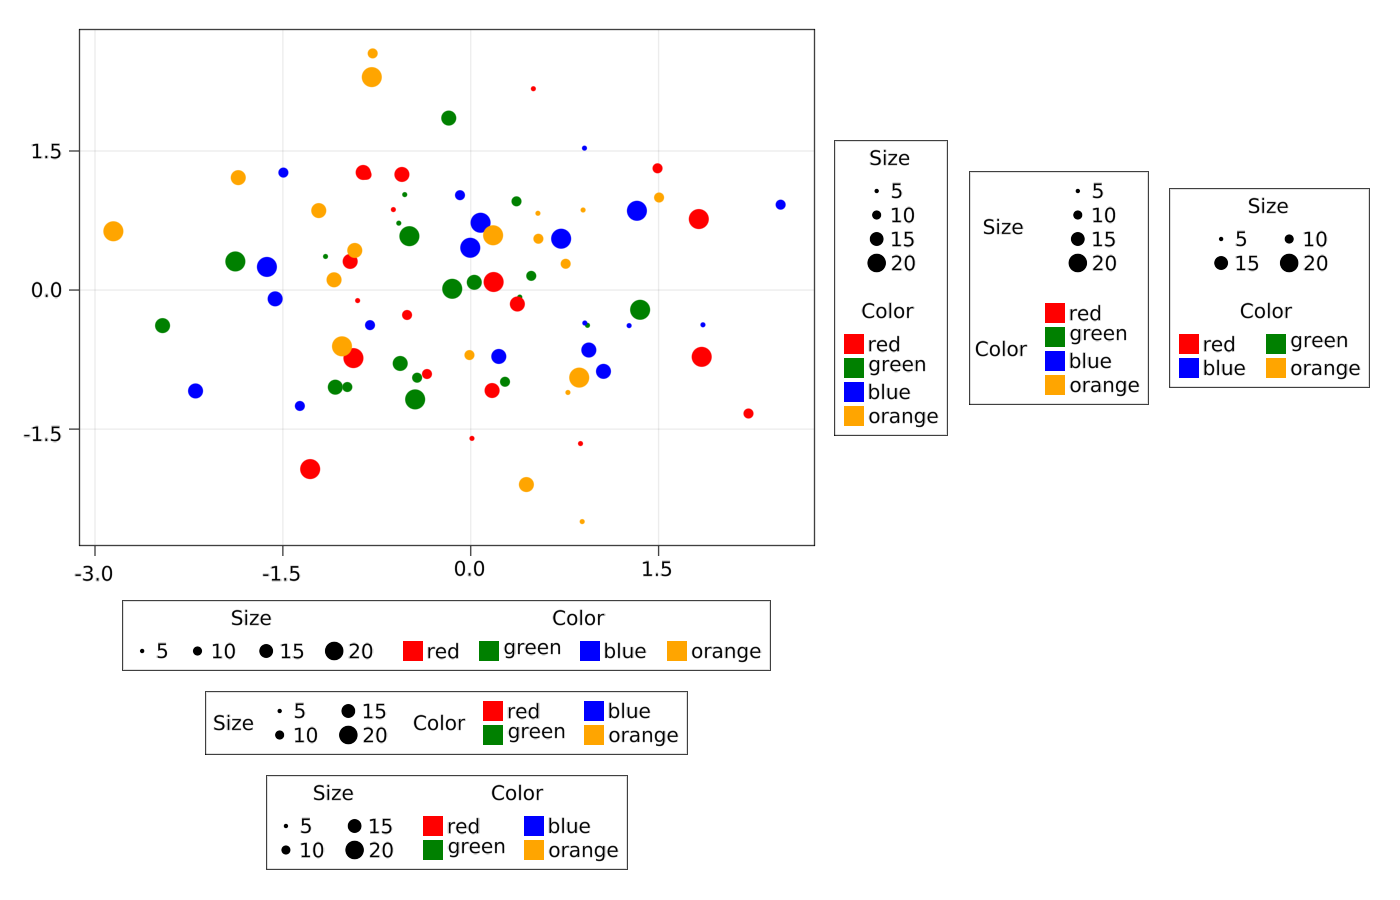 1.5
0.0
-1.5
-3.0 -1.5 0.0 1.5
Size
5
10
15
20
Color
red
green
blue
orange
Size
5
10
15
20
Color
red
green
blue
orange
Size
5 10
15 20
Color
red green
blue orange
Size Color
5 10 15 20 red green blue orange
Size 5 15 Color red blue
10 20 green orange
Size Color
5 15 red blue
10 20 green orange